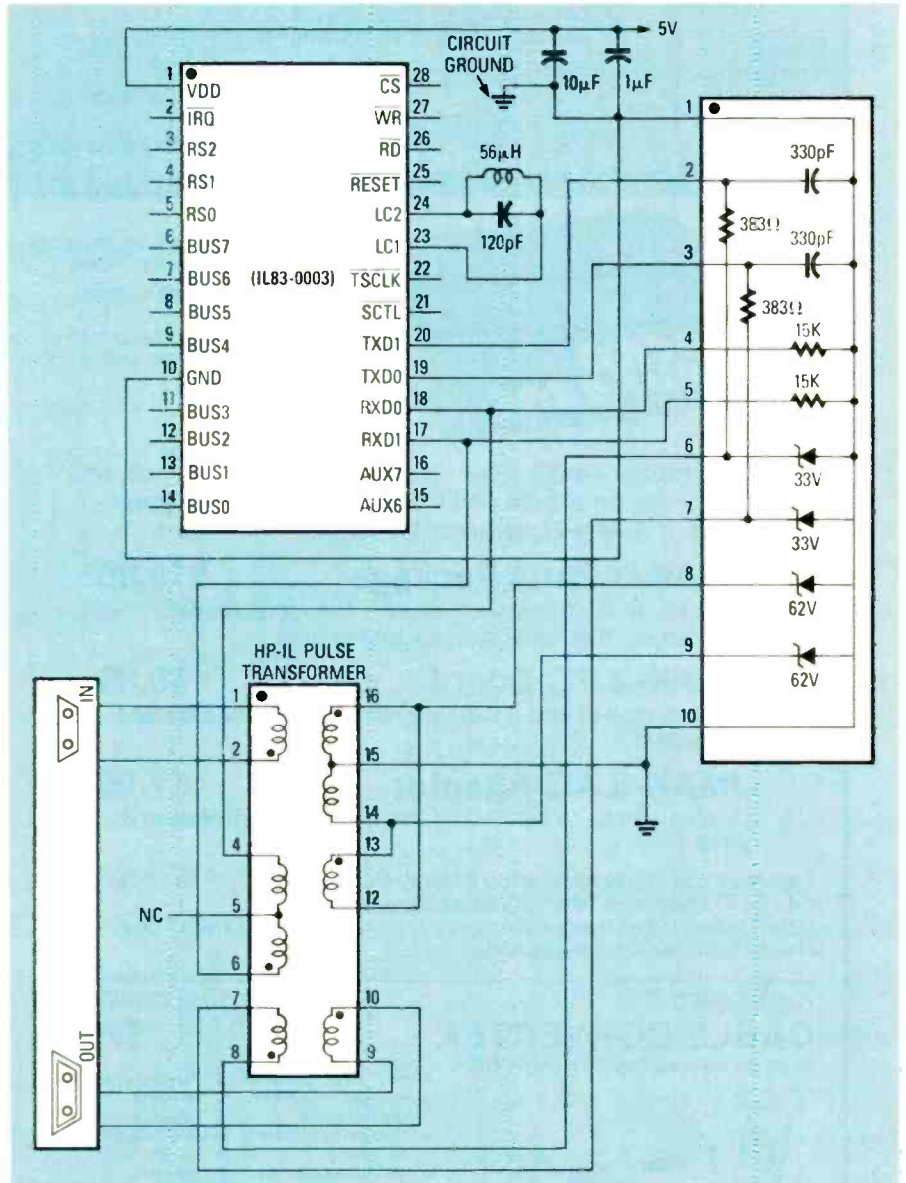 5V
CIRCUIT
GROUND
10µF
1µF
1 VDD
2 IRQ
3 RS2
4 RS1
5 RS0
6 BUS7
7 BUS6
8 BUS5
9 BUS4
10 GND
11 BUS3
12 BUS2
13 BUS1
14 BUS0
(IL83-0003)
CS 28
WR 27
RD 26
RESET 25
LC2 24
LC1 23
TSCLK 22
SCTL 21
TXD1 20
TXD0 19
RXD0 18
RXD1 17
AUX7 16
AUX6 15
56µH
120pF
1
2
330pF
383Ω
3
330pF
383Ω
4
15K
5
15K
6
33V
7
33V
8
62V
9
62V
10
HP-IL PULSE
TRANSFORMER
1
2
4
5
6
7
8
16
15
14
13
12
10
9
NC
IN
OUT